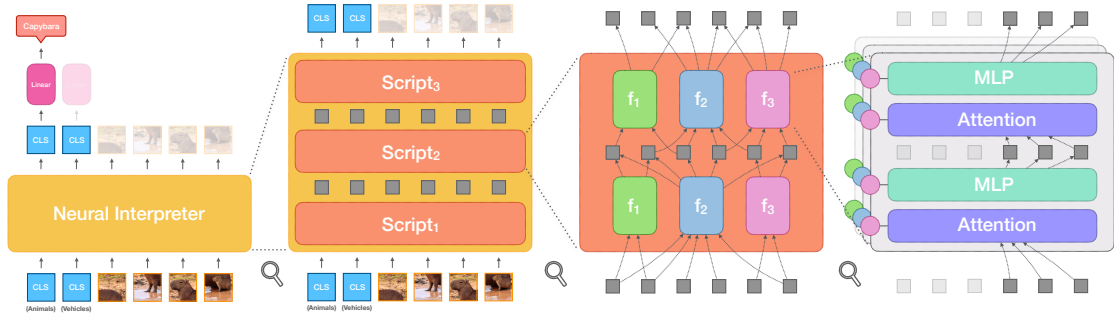 Capybara
Linear
CLS CLS
Neural Interpreter
CLS CLS
(Animals) (Vehicles)
CLS CLS
Script3
Script2
Script1
CLS CLS
(Animals) (Vehicles)
f1 f2 f3
f1 f2 f3
MLP
Attention
MLP
Attention